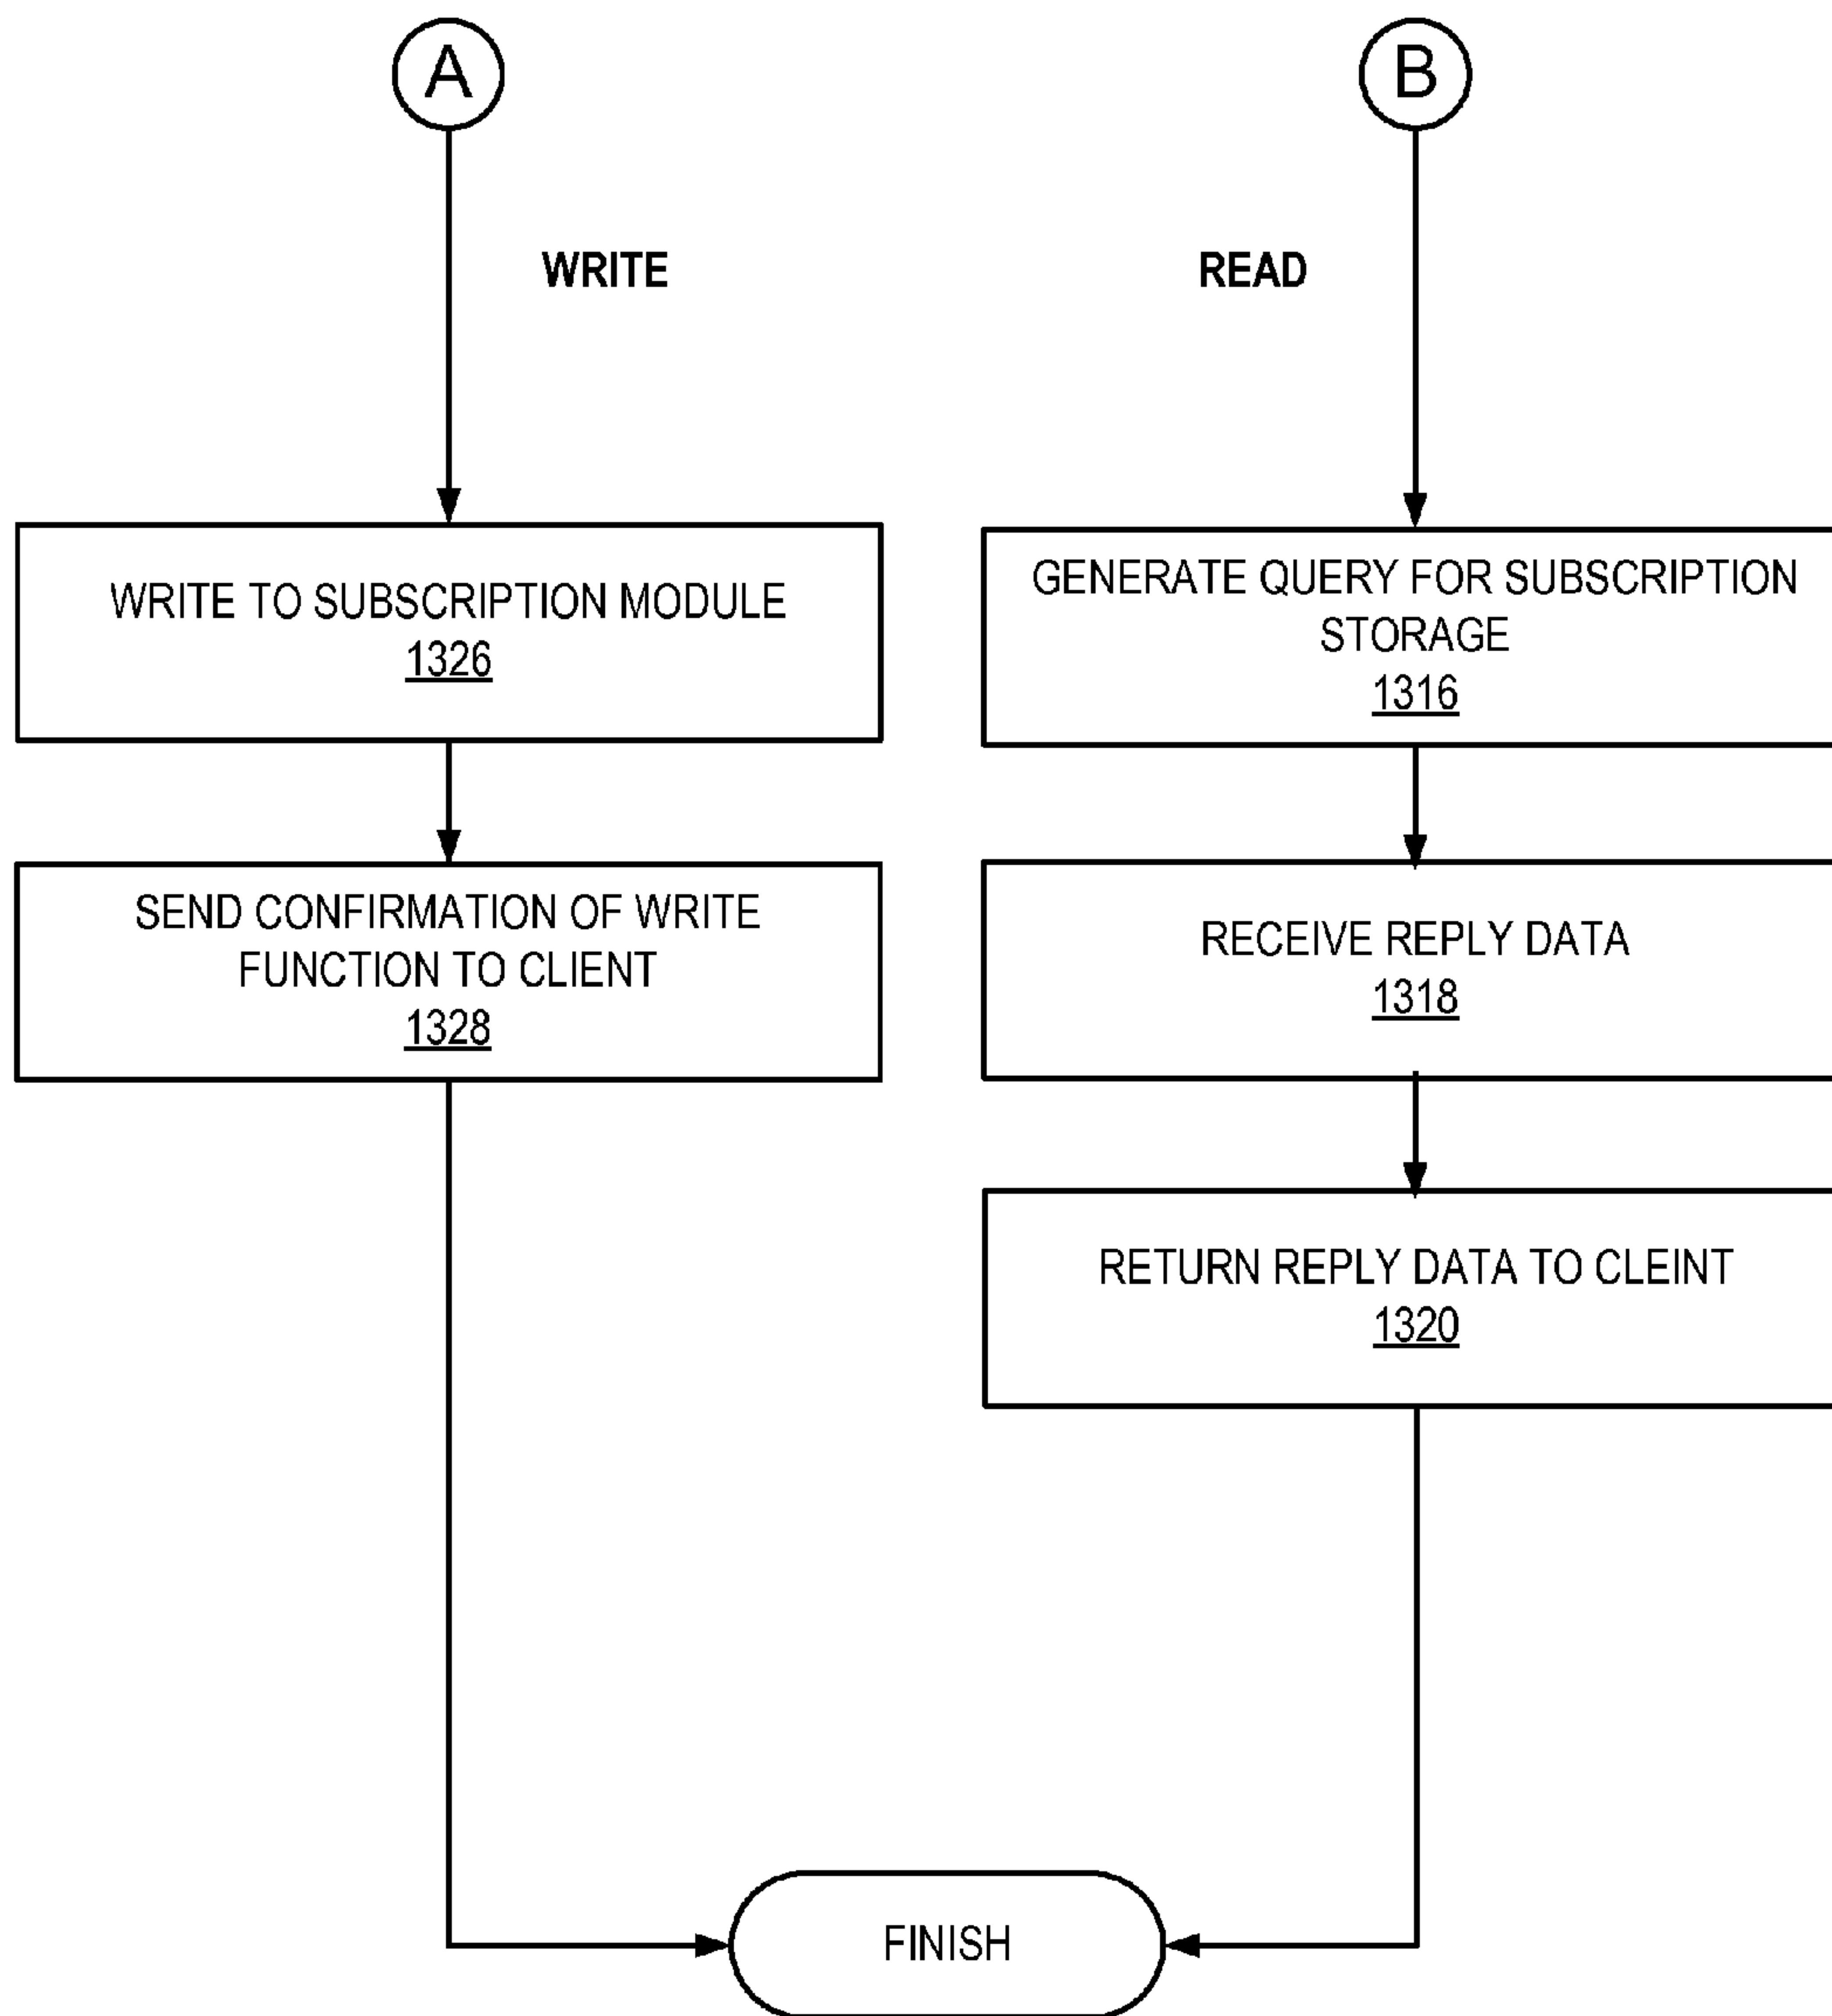 A
B
WRITE
READ
WRITE TO SUBSCRIPTION MODULE
1326
GENERATE QUERY FOR SUBSCRIPTION
STORAGE
1316
SEND CONFIRMATION OF WRITE
FUNCTION TO CLIENT
1328
RECEIVE REPLY DATA
1318
RETURN REPLY DATA TO CLEINT
1320
FINISH